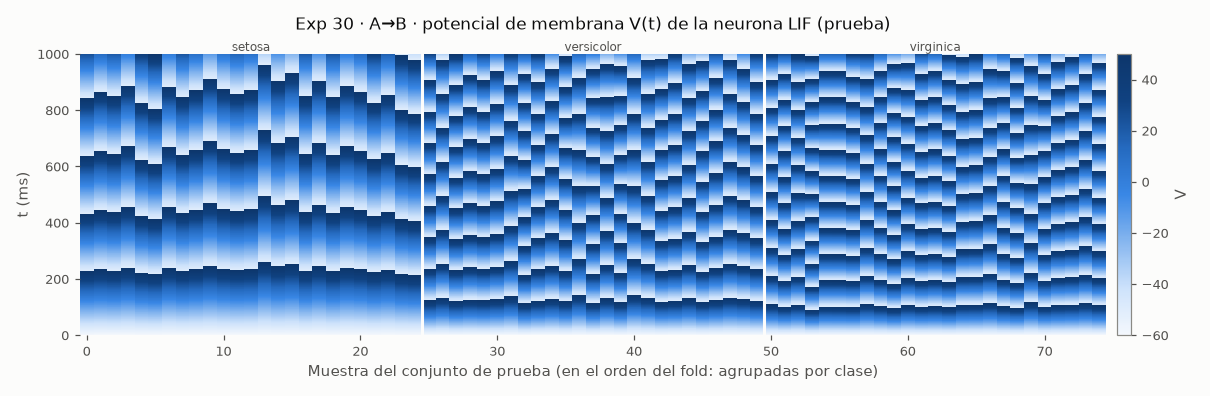 Exp 30 · A→B · potencial de membrana V(t) de la neurona LIF (prueba)
setosa versicolor virginica
1000
800
600
400
200
0
t (ms)
0 10 20 30 40 50 60 70
Muestra del conjunto de prueba (en el orden del fold: agrupadas por clase)
40
20
0
−20
−40
−60
V